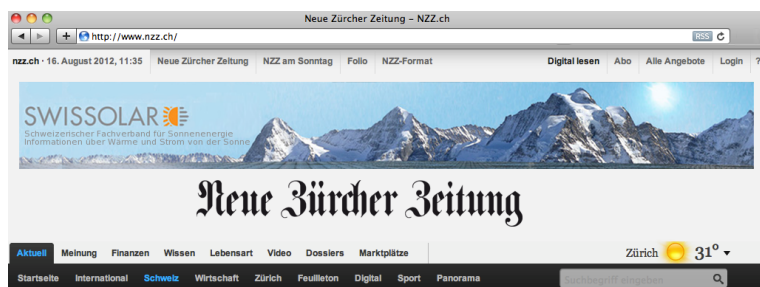 Neue Zürcher Zeitung – NZZ.ch
http://www.nzz.ch/ RSS
nzz.ch · 16. August 2012, 11:35 Neue Zürcher Zeitung NZZ am Sonntag Folio NZZ-Format Digital lesen Abo Alle Angebote Login ?
SWISSOLAR
Schweizerischer Fachverband für Sonnenenergie
Informationen über Wärme und Strom von der Sonne
Neue Zürcher Zeitung
Aktuell Meinung Finanzen Wissen Lebensart Video Dossiers Marktplätze Zürich 31°
Startseite International Schweiz Wirtschaft Zürich Feuilleton Digital Sport Panorama Suchbegriff eingeben